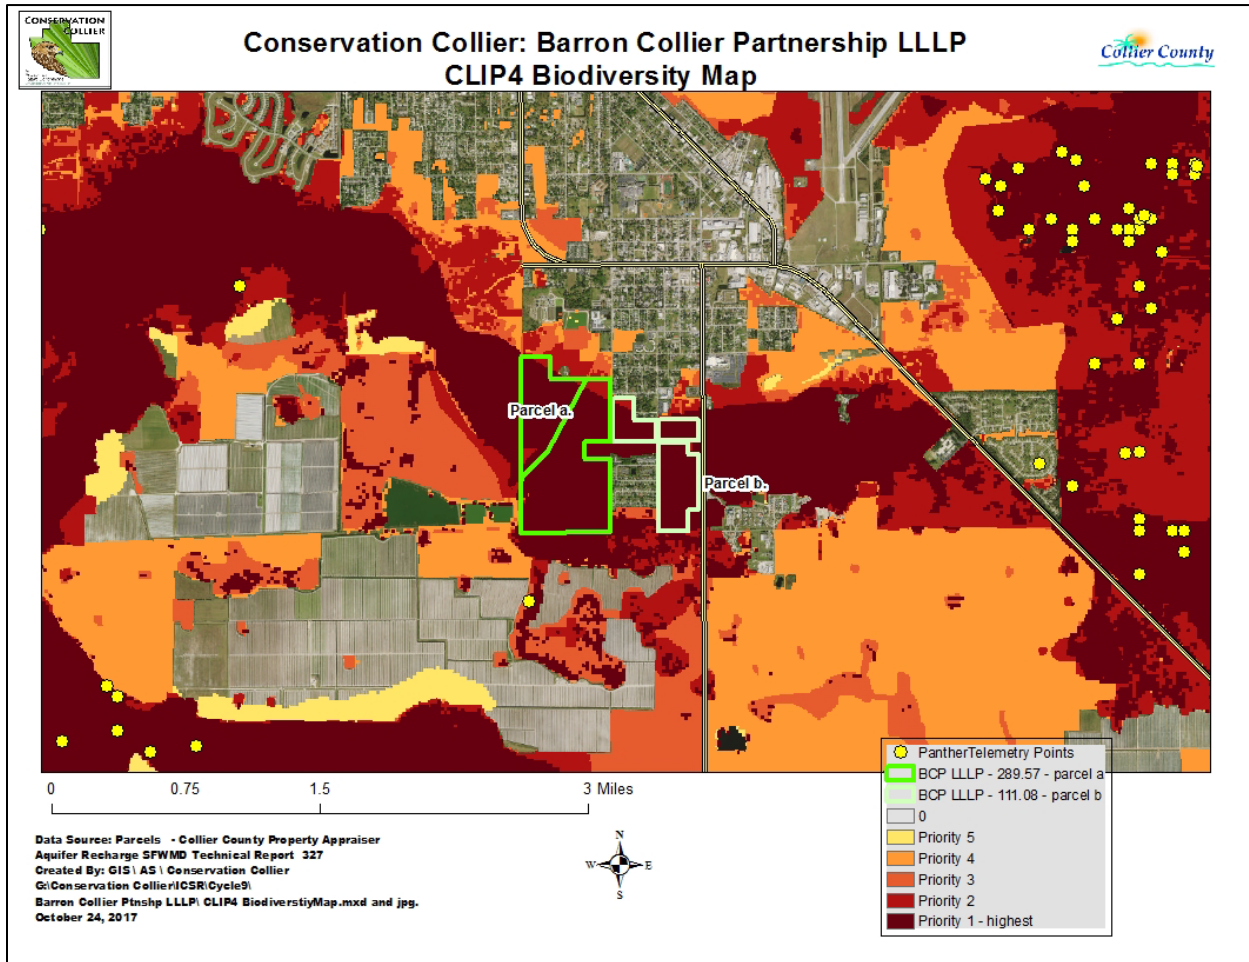 CONSERVATION
COLLIER
Conservation Collier: Barron Collier Partnership LLLP
CLIP4 Biodiversity Map
Collier County
Parcel a.
Parcel b.
PantherTelemetry Points
BCP LLLP - 289.57 - parcel a
BCP LLLP - 111.08 - parcel b
0
Priority 5
Priority 4
Priority 3
Priority 2
Priority 1 - highest
0 0.75 1.5 3 Miles
Data Source: Parcels - Collier County Property Appraiser
Aquifer Recharge SFWMD Technical Report 327
Created By: GIS \ AS \ Conservation Collier
G:\Conservation Collier\ICSR\Cycle9\
Barron Collier Ptnshp LLLP\ CLIP4 BiodiverstiyMap.mxd and jpg.
October 24, 2017
N
W E
S